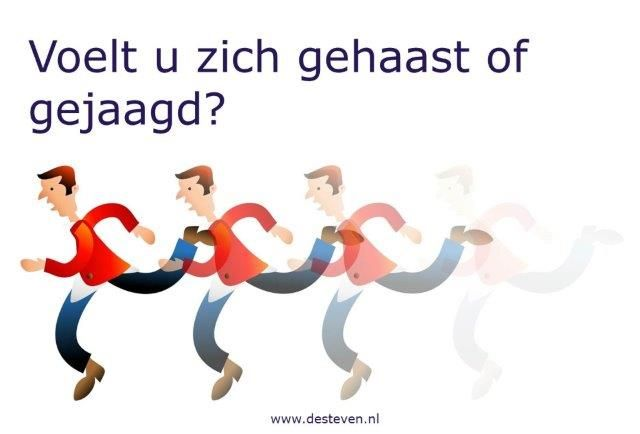 Voelt u zich gehaast of
gejaagd?
www.desteven.nl